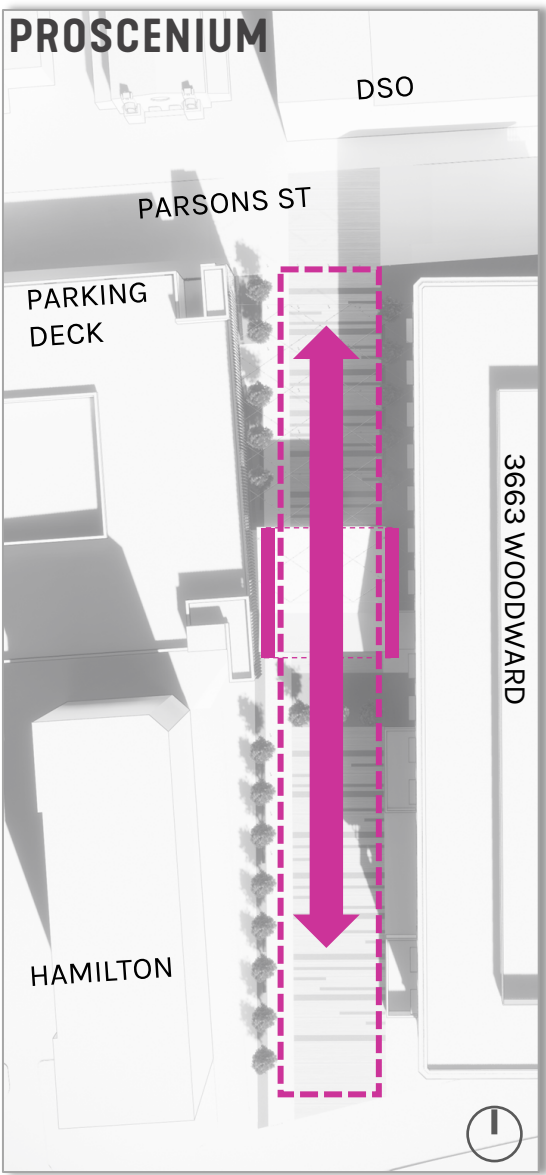 PROSCENIUM
DSO
PARSONS ST
PARKING
DECK
3663 WOODWARD
HAMILTON